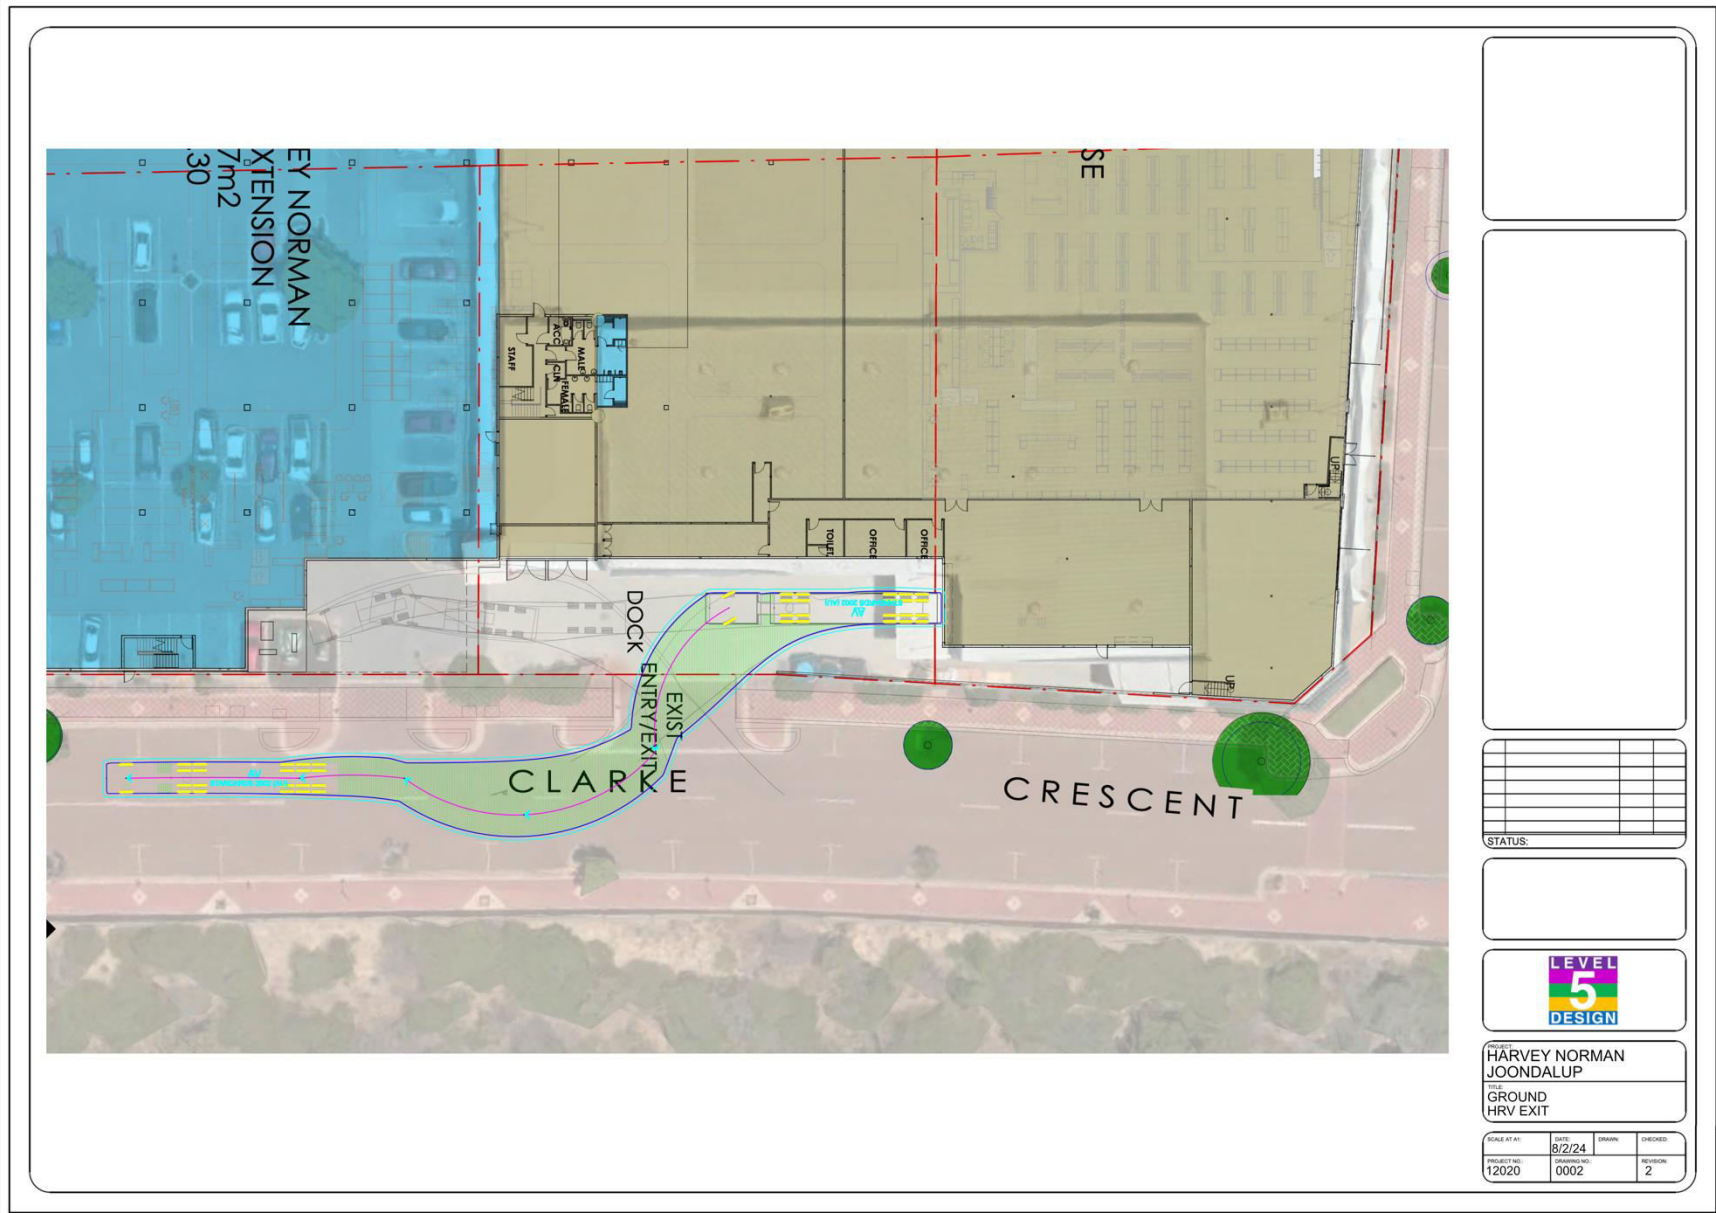 EY NORMAN
XTENSION
7m2
.30
SE
STAFF
ACC
CLN
MALE
FEMALE
TOILET
OFFICE
OFFICE
UP
UP
DOCK
ENTRY/EXIT
EXIST
CLARKE
CRESCENT
STATUS:
LEVEL
5
DESIGN
PROJECT:
HARVEY NORMAN
JOONDALUP
TITLE:
GROUND
HRV EXIT
SCALE AT A1:
DATE:
8/2/24
DRAWN:
CHECKED:
PROJECT NO.:
12020
DRAWING NO.:
0002
REVISION:
2